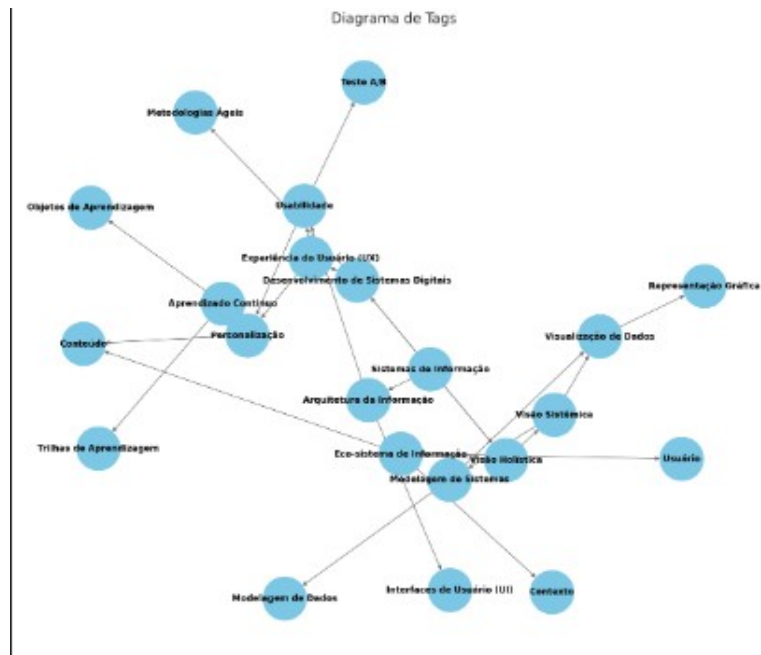 Diagrama de Tags
Teste A/B
Metodologias Ágeis
Objetos de Aprendizagem
Usabilidade
Experiência do Usuário (UX)
Desenvolvimento de Sistemas Digitais
Representação Gráfica
Aprendizado Contínuo
Personalização
Conteúdo
Visualização de Dados
Sistemas de Informação
Arquitetura da Informação
Visão Sistêmica
Trilhas de Aprendizagem
Eco-sistema de Informação
Visão Holística
Usuário
Modelagem de Sistemas
Modelagem de Dados
Interfaces de Usuário (UI)
Contexto